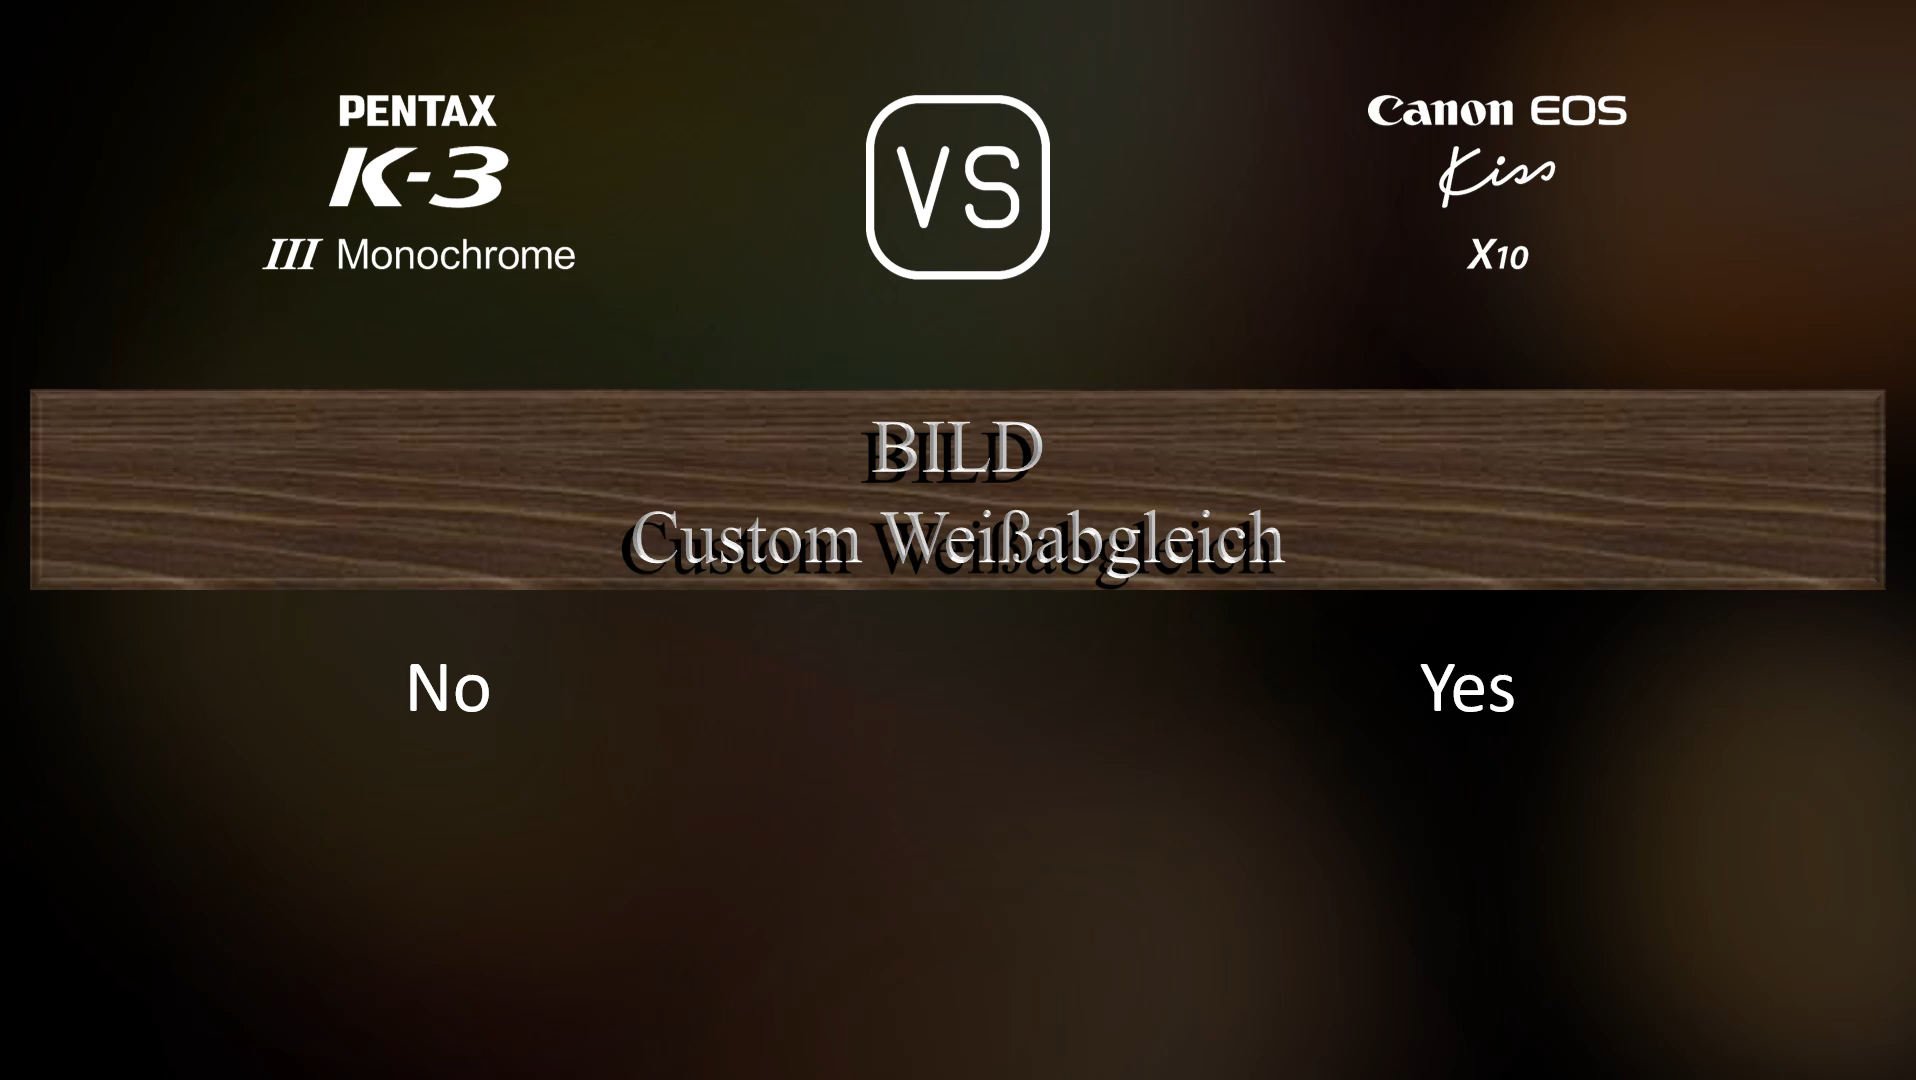 PENTAX
K-3
III Monochrome
VS
Canon EOS
Kiss
X10
BILD
Custom Weißabgleich
No
Yes